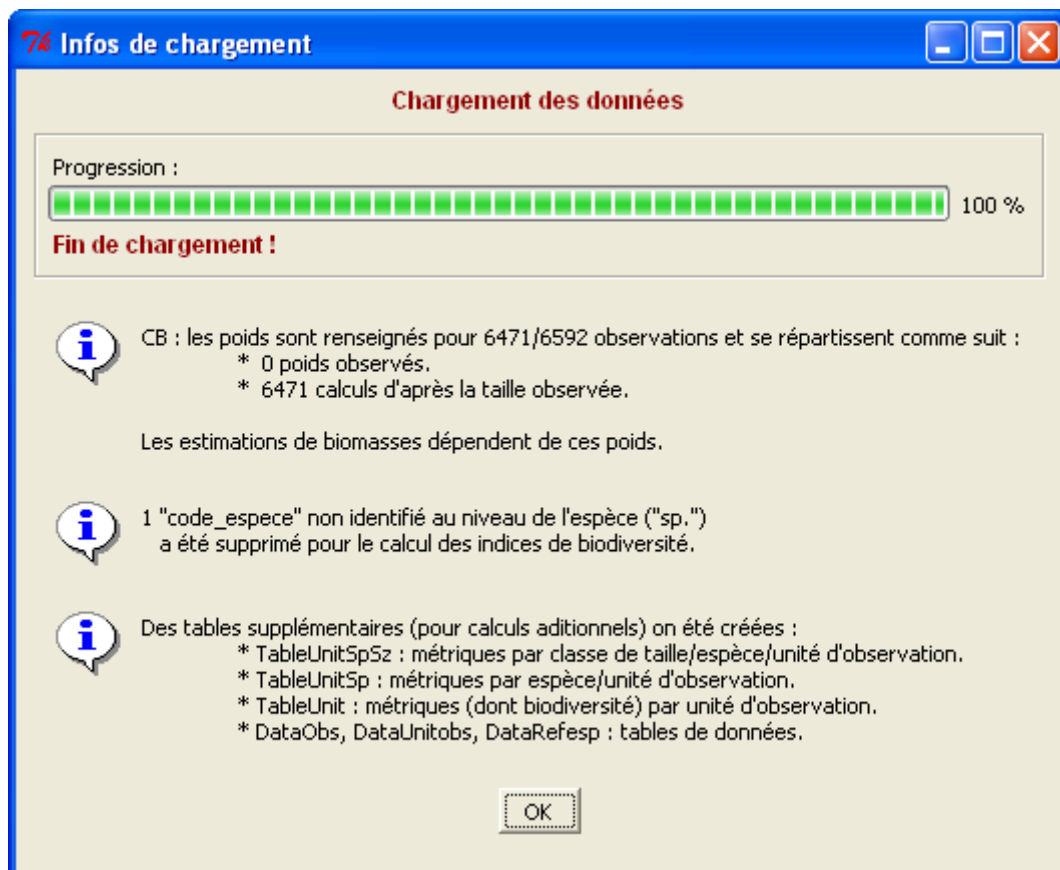 Infos de chargement
Chargement des données
Progression :
100 %
Fin de chargement !
CB : les poids sont renseignés pour 6471/6592 observations et se répartissent comme suit :
* 0 poids observés.
* 6471 calculs d'après la taille observée.
Les estimations de biomasses dépendent de ces poids.
1 "code_espece" non identifié au niveau de l'espèce ("sp.")
a été supprimé pour le calcul des indices de biodiversité.
Des tables supplémentaires (pour calculs aditionnels) on été créées :
* TableUnitSpSz : métriques par classe de taille/espèce/unité d'observation.
* TableUnitSp : métriques par espèce/unité d'observation.
* TableUnit : métriques (dont biodiversité) par unité d'observation.
* DataObs, DataUnitobs, DataRefesp : tables de données.
OK